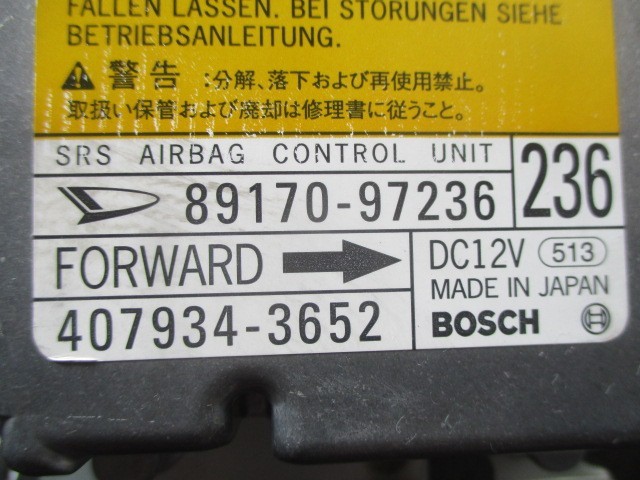 FALLEN LASSEN. BEI STÖRUNGEN SIEHE
BETRIEBSANLEITUNG.
警告:分解、落下および再使用禁止。
取扱い保管および廃却は修理書に従うこと。
SRS AIRBAG CONTROL UNIT
89170-97236
236
FORWARD
DC12V 513
MADE IN JAPAN
407934-3652
BOSCH